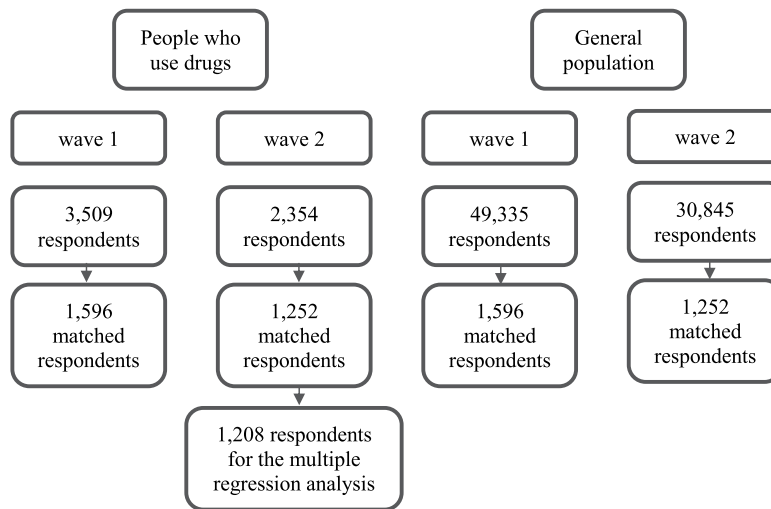 People who
use drugs
General
population
wave 1
wave 2
wave 1
wave 2
3,509
respondents
2,354
respondents
49,335
respondents
30,845
respondents
1,596
matched
respondents
1,252
matched
respondents
1,596
matched
respondents
1,252
matched
respondents
1,208 respondents
for the multiple
regression analysis